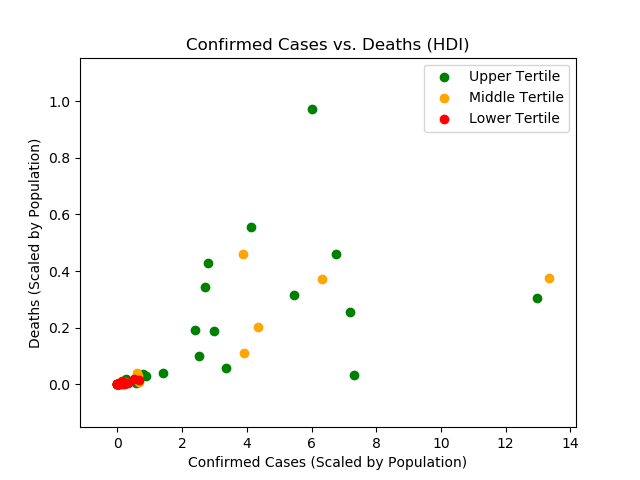 Confirmed Cases vs. Deaths (HDI)
Upper Tertile
Middle Tertile
Lower Tertile
Deaths (Scaled by Population)
1.0
0.8
0.6
0.4
0.2
0.0
0 2 4 6 8 10 12 14
Confirmed Cases (Scaled by Population)